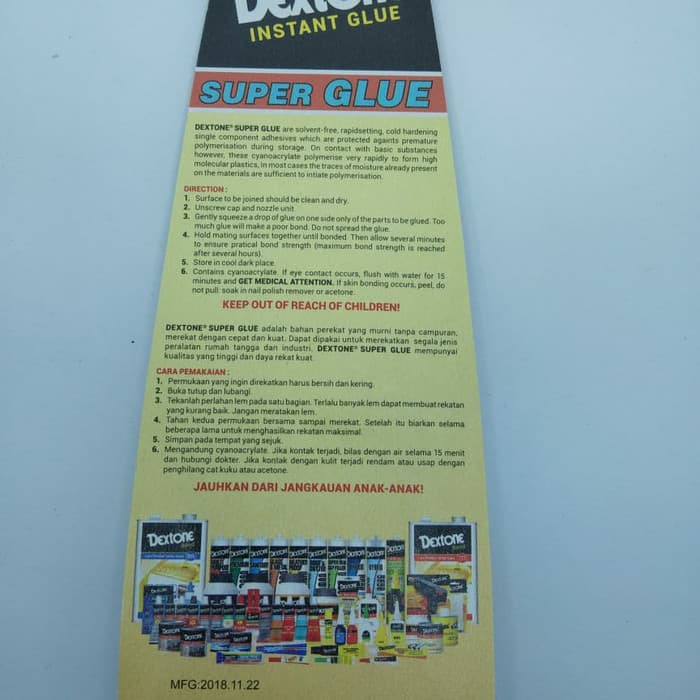 Dextone
INSTANT GLUE
SUPER GLUE
DEXTONE® SUPER GLUE are solvent-free, rapidsetting, cold hardening
single component adhesives which are protected againts premature
polymerisation during storage. On contact with basic substances
however, these cyanoacrylate polymerise very rapidly to form high
molecular plastics, in most cases the traces of moisture already present
on the materials are sufficient to intiate polymerisation.
DIRECTION :
1. Surface to be joined should be clean and dry.
2. Unscrew cap and nozzle unit.
3. Gently squeeze a drop of glue on one side only of the parts to be glued. Too
much glue will make a poor bond. Do not spread the glue.
4. Hold mating surfaces together until bonded. Then allow several minutes
to ensure pratical bond strength (maximum bond strength is reached
after several hours).
5. Store in cool dark place.
6. Contains cyanoacrylate. If eye contact occurs, flush with water for 15
minutes and GET MEDICAL ATTENTION. If skin bonding occurs, peel, do
not pull: soak in nail polish remover or acetone.
KEEP OUT OF REACH OF CHILDREN!
DEXTONE® SUPER GLUE adalah bahan perekat yang murni tanpa campuran,
merekat dengan cepat dan kuat. Dapat dipakai untuk merekatkan segala jenis
peralatan rumah tangga dan industri. DEXTONE® SUPER GLUE mempunyai
kualitas yang tinggi dan daya rekat kuat.
CARA PEMAKAIAN :
1. Permukaan yang ingin direkatkan harus bersih dan kering.
2. Buka tutup dan lubangi.
3. Tekanlah perlahan lem pada satu bagian. Terlalu banyak lem dapat membuat rekatan
yang kurang baik. Jangan meratakan lem.
4. Tahan kedua permukaan bersama sampai merekat. Setelah itu biarkan selama
beberapa lama untuk menghasilkan rekatan maksimal.
5. Simpan pada tempat yang sejuk.
6. Mengandung cyanoacrylate. Jika kontak terjadi, bilas dengan air selama 15 menit
dan hubungi dokter. Jika kontak dengan kulit terjadi rendam atau usap dengan
penghilang cat kuku atau acetone.
JAUHKAN DARI JANGKAUAN ANAK-ANAK!
Dextone
Dextone
MFG:2018.11.22